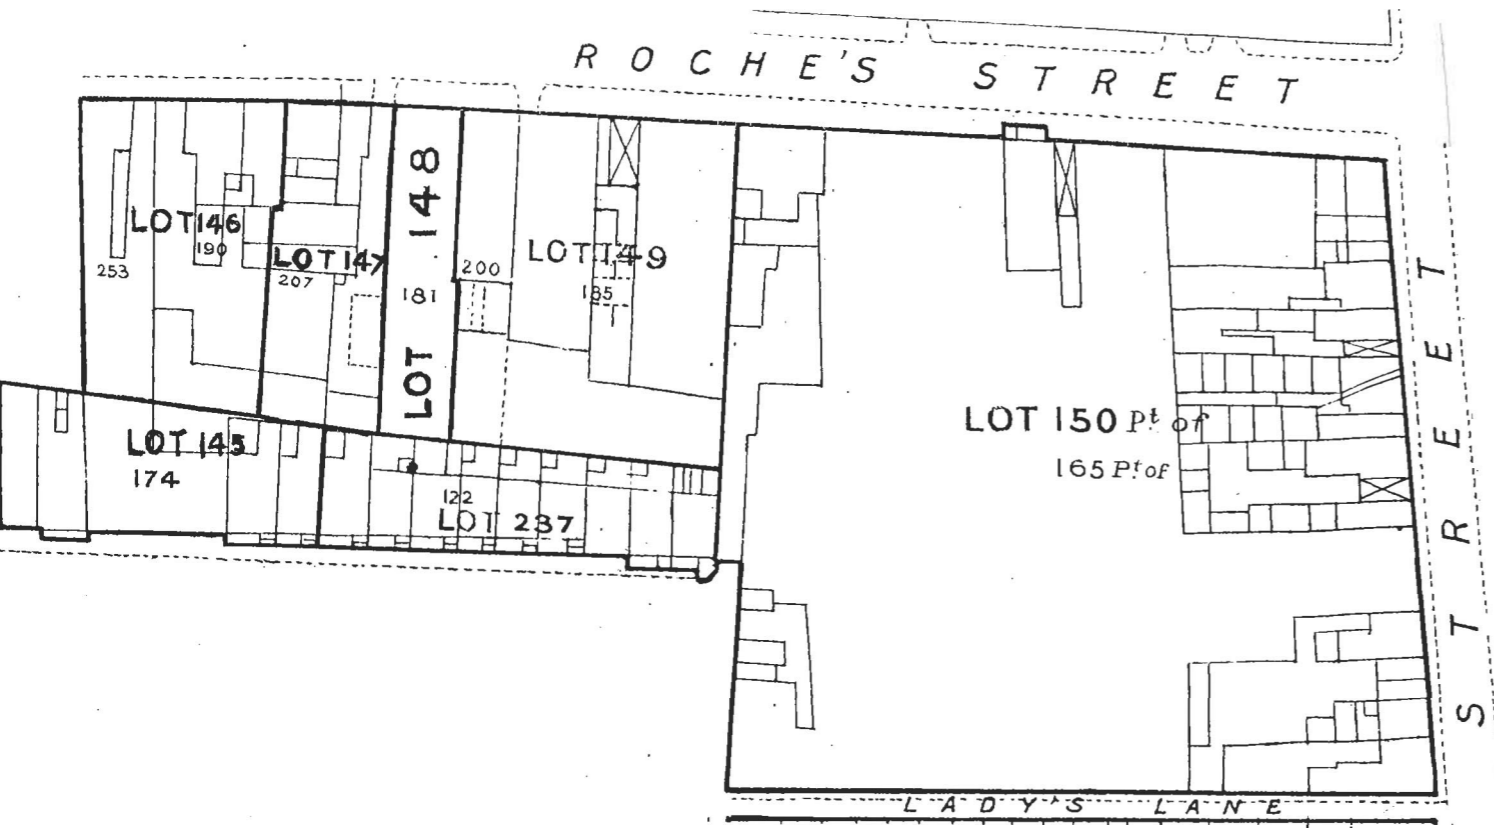 ROCHE'S STREET
LOT 146
190
253
LOT 147
207
LOT 148
181
200
LOT 149
185
LOT 150 Pt. of
165 Pt. of
LOT 145
174
122
LOT 237
STREET
LADY'S LANE